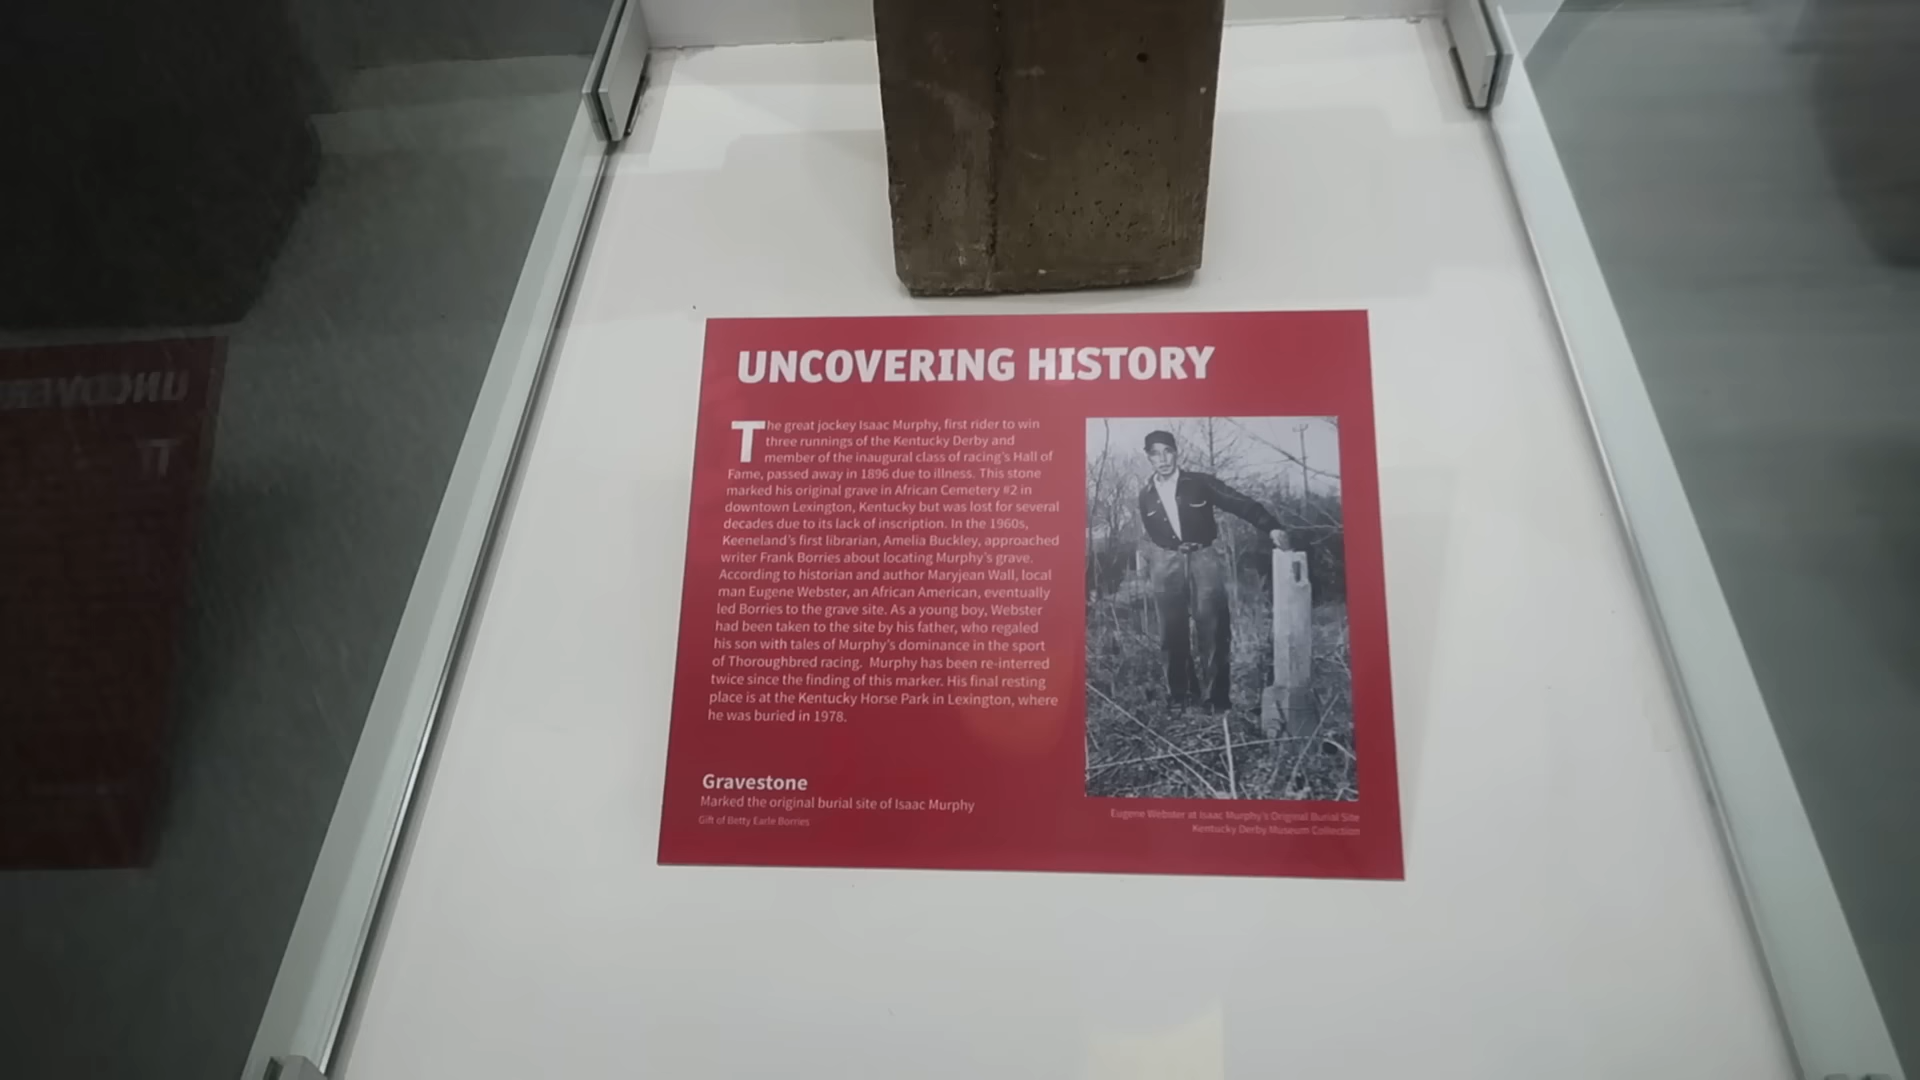 UNCOVERING HISTORY
The great jockey Isaac Murphy, first rider to win
three runnings of the Kentucky Derby and
member of the inaugural class of racing's Hall of
Fame, passed away in 1896 due to illness. This stone
marked his original grave in African Cemetery #2 in
downtown Lexington, Kentucky but was lost for several
decades due to its lack of inscription. In the 1960s,
Keeneland's first librarian, Amelia Buckley, approached
writer Frank Borries about locating Murphy's grave.
According to historian and author Maryjean Wall, local
man Eugene Webster, an African American, eventually
led Borries to the grave site. As a young boy, Webster
had been taken to the site by his father, who regaled
his son with tales of Murphy's dominance in the sport
of Thoroughbred racing. Murphy has been re-interred
twice since the finding of this marker. His final resting
place is at the Kentucky Horse Park in Lexington, where
he was buried in 1978.
Gravestone
Marked the original burial site of Isaac Murphy
Gift of Betty Earle Borries
Eugene Webster at Isaac Murphy's Original Burial Site
Kentucky Derby Museum Collection